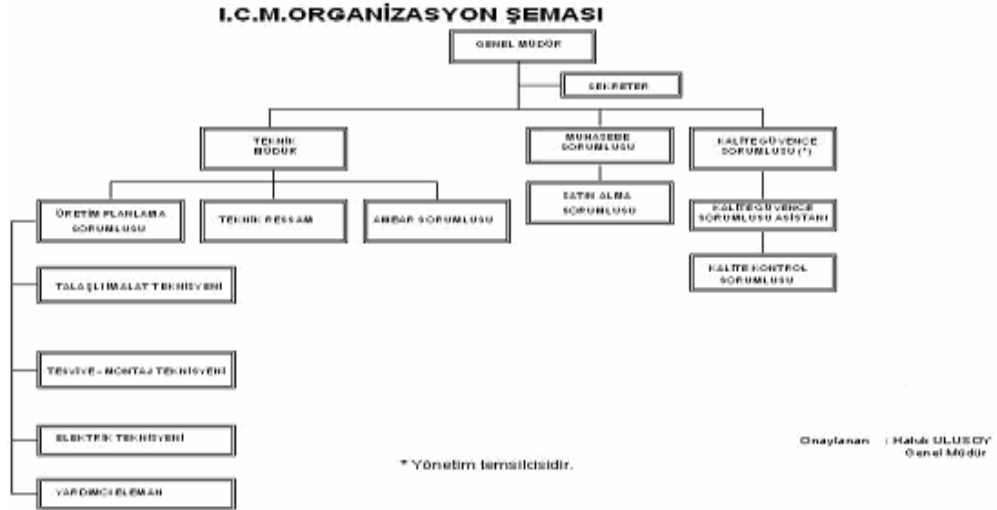 I.C.M.ORGANİZASYON ŞEMASI
GENEL MÜDÜR
SEKRETER
TEKNİK
MÜDÜR
MUHASEBE
SORUMLUSU
KALİTE GÜVENCE
SORUMLUSU (*)
ÜRETİM PLANLAMA
SORUMLUSU
TEKNİK RESSAM
AMBAR SORUMLUSU
SATIN ALMA
SORUMLUSU
KALİTE GÜVENCE
SORUMLUSU ASİSTANI
KALİTE KONTROL
SORUMLUSU
TALAŞLI İMALAT TEKNİSYENİ
TESVİYE - MONTAJ TEKNİSYENİ
ELEKTRİK TEKNİSYENİ
YARDIMCI ELEMAN
* Yönetim temsilcisidir.
Onaylanan : Haluk ULUSOY
Genel Müdür